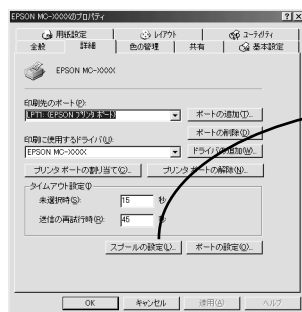 EPSON MC-XXXXのプロパティ
用紙設定 レイアウト ユーティリティ
全般 詳細 色の管理 共有 基本設定
EPSON MC-XXXX
印刷先のポート(P):
LPT1: (EPSON プリンタ ポート) ポートの追加(T)...
ポートの削除(D)...
印刷に使用するドライバ(U):
EPSON MC-XXXX ドライバの追加(W)...
プリンタ ポートの割り当て(C)... プリンタ ポートの解除(N)...
タイムアウト設定
未選択時(S): 15 秒
送信の再試行時(R): 45 秒
スプールの設定(L)... ポートの設定(O)...
OK キャンセル 適用(A) ヘルプ